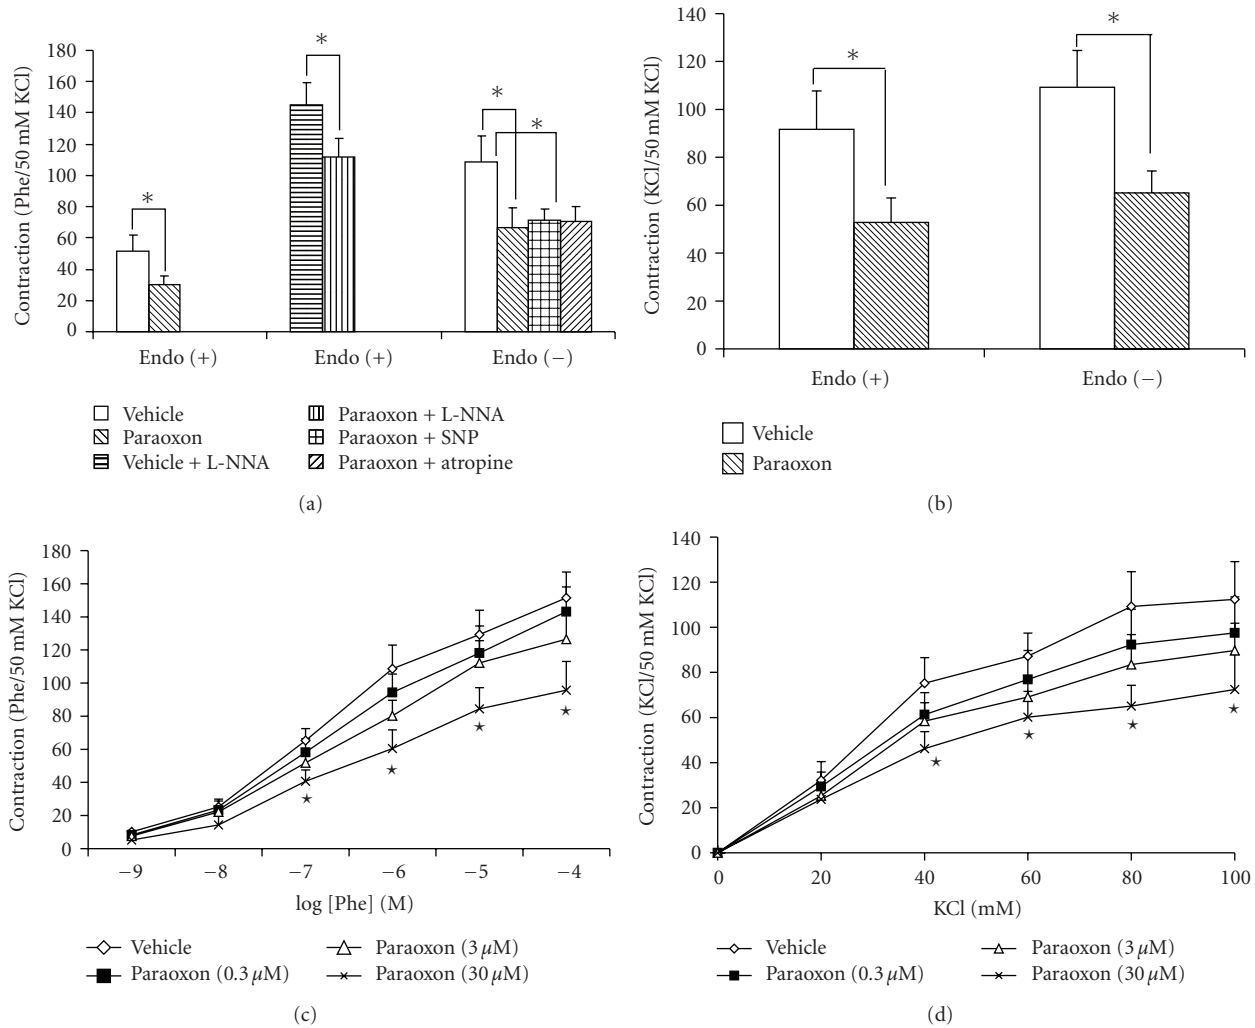 Contraction (Phe/50 mM KCl)
180
160
140
120
100
80
60
40
20
0
*
*
*
*
Endo (+)
Endo (+)
Endo (−)
Vehicle
Paraoxon
Vehicle + L-NNA
Paraoxon + L-NNA
Paraoxon + SNP
Paraoxon + atropine
(a)
Contraction (KCl/50 mM KCl)
140
120
100
80
60
40
20
0
*
*
Endo (+)
Endo (−)
Vehicle
Paraoxon
(b)
Contraction (Phe/50 mM KCl)
180
160
140
120
100
80
60
40
20
0
−9 −8 −7 −6 −5 −4
log [Phe] (M)
Vehicle
Paraoxon (0.3 μM)
Paraoxon (3 μM)
Paraoxon (30 μM)
(c)
Contraction (KCl/50 mM KCl)
140
120
100
80
60
40
20
0
0 20 40 60 80 100
KCl (mM)
Vehicle
Paraoxon (0.3 μM)
Paraoxon (3 μM)
Paraoxon (30 μM)
(d)